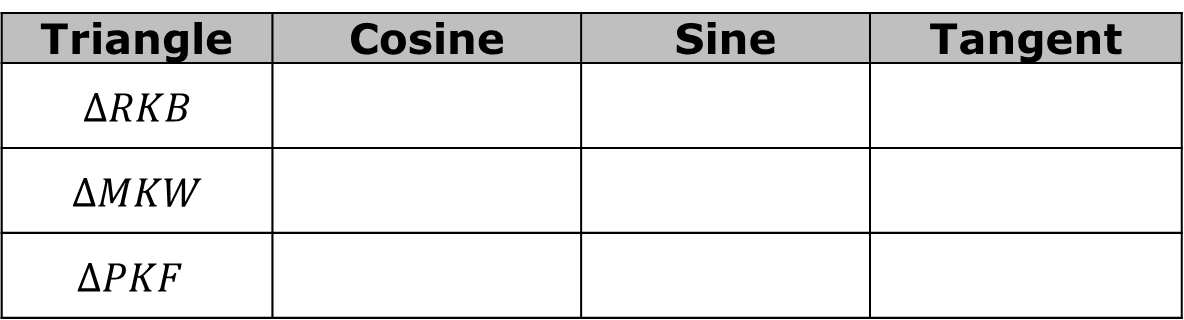 Triangle Cosine Sine Tangent
Δ𝑅𝐾𝐵
Δ𝑀𝐾𝑊
Δ𝑃𝐾𝐹